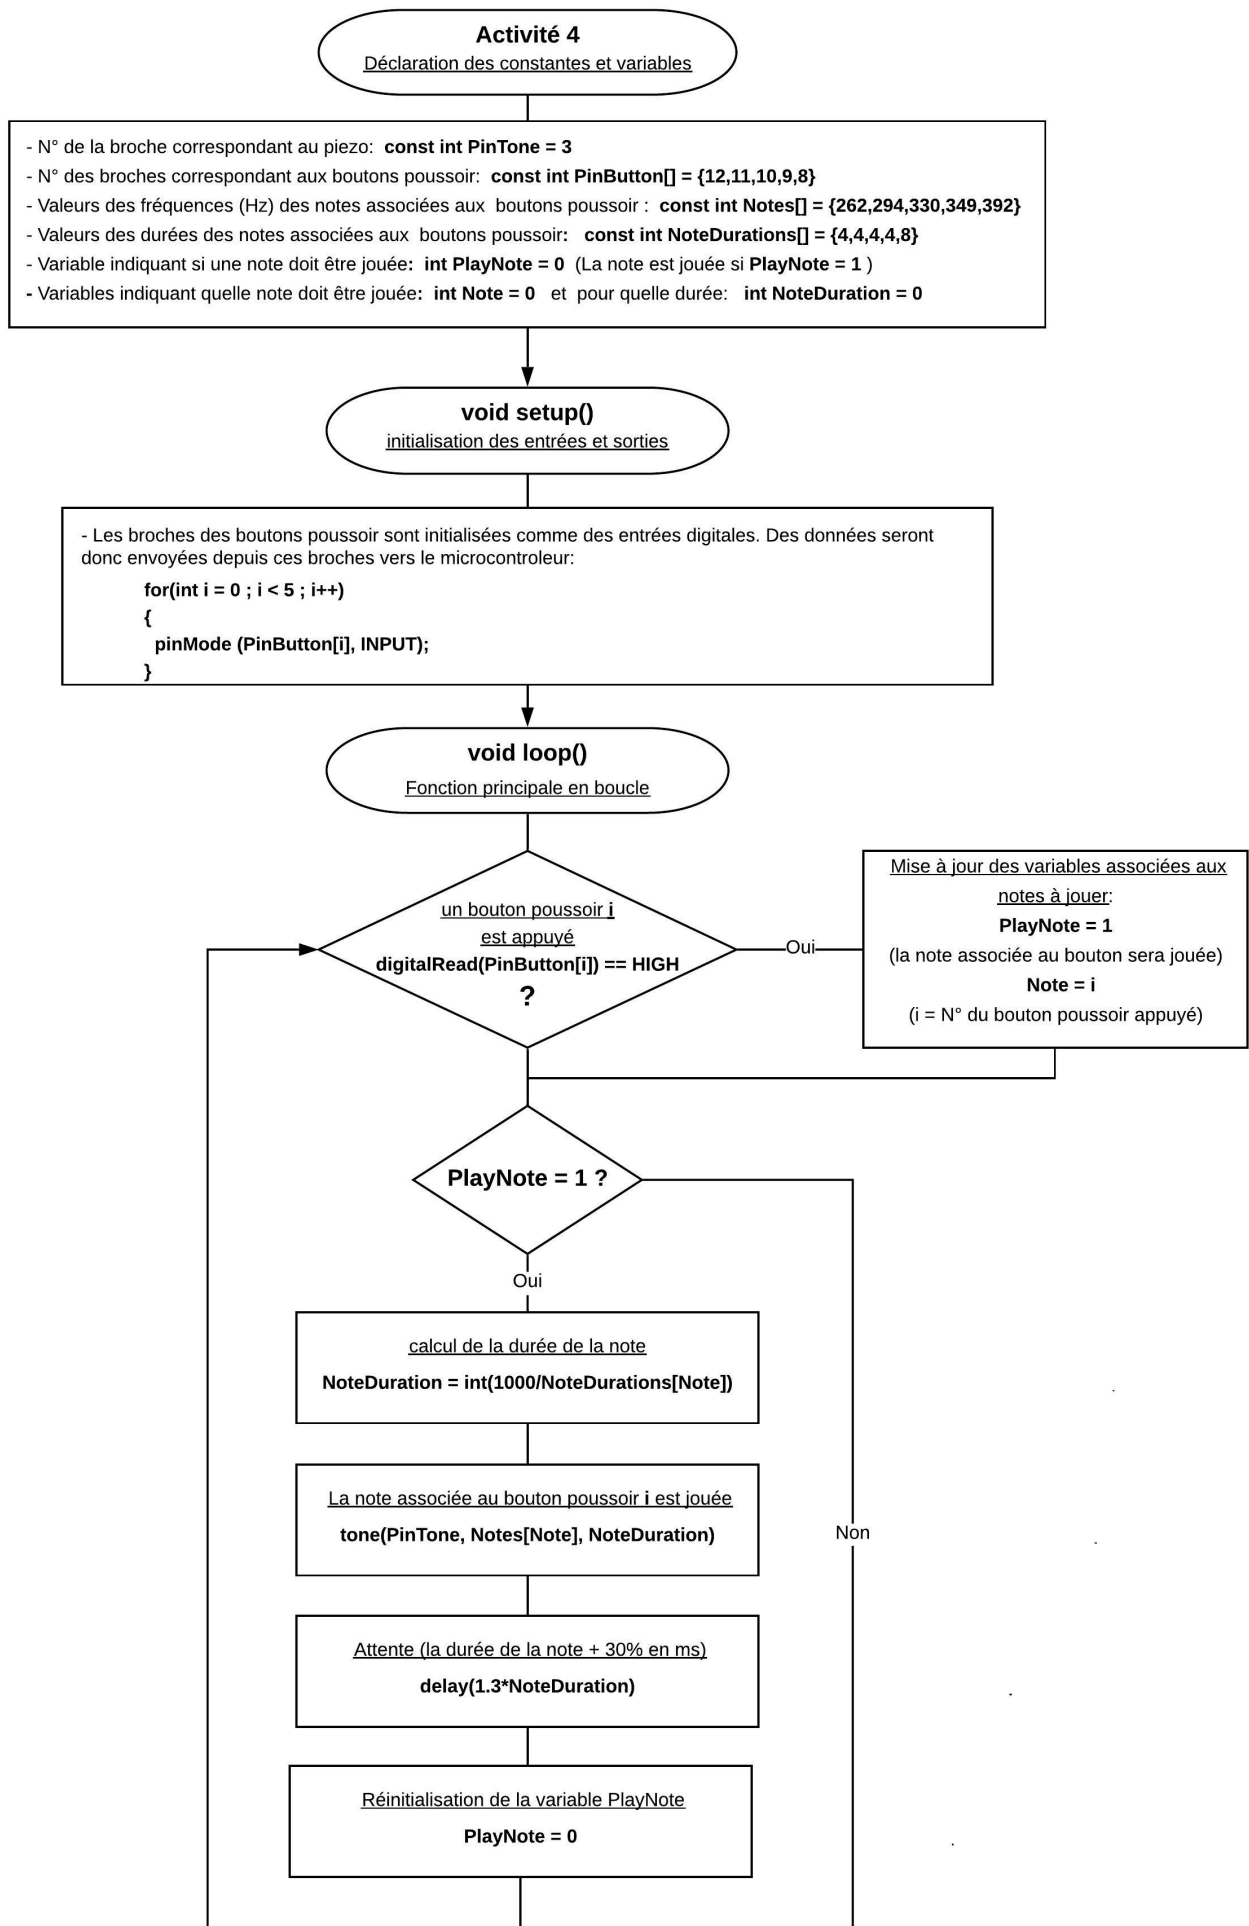 Activité 4
Déclaration des constantes et variables
- N° de la broche correspondant au piezo: const int PinTone = 3
- N° des broches correspondant aux boutons poussoir: const int PinButton[] = {12,11,10,9,8}
- Valeurs des fréquences (Hz) des notes associées aux boutons poussoir : const int Notes[] = {262,294,330,349,392}
- Valeurs des durées des notes associées aux boutons poussoir: const int NoteDurations[] = {4,4,4,4,8}
- Variable indiquant si une note doit être jouée: int PlayNote = 0 (La note est jouée si PlayNote = 1 )
- Variables indiquant quelle note doit être jouée: int Note = 0 et pour quelle durée: int NoteDuration = 0
void setup()
initialisation des entrées et sorties
- Les broches des boutons poussoir sont initialisées comme des entrées digitales. Des données seront
donc envoyées depuis ces broches vers le microcontroleur:
for(int i = 0 ; i < 5 ; i++)
{
pinMode (PinButton[i], INPUT);
}
void loop()
Fonction principale en boucle
un bouton poussoir i
est appuyé
digitalRead(PinButton[i]) == HIGH
?
Oui
Mise à jour des variables associées aux
notes à jouer:
PlayNote = 1
(la note associée au bouton sera jouée)
Note = i
(i = N° du bouton poussoir appuyé)
PlayNote = 1 ?
Oui
calcul de la durée de la note
NoteDuration = int(1000/NoteDurations[Note])
La note associée au bouton poussoir i est jouée
tone(PinTone, Notes[Note], NoteDuration)
Non
Attente (la durée de la note + 30% en ms)
delay(1.3*NoteDuration)
Réinitialisation de la variable PlayNote
PlayNote = 0